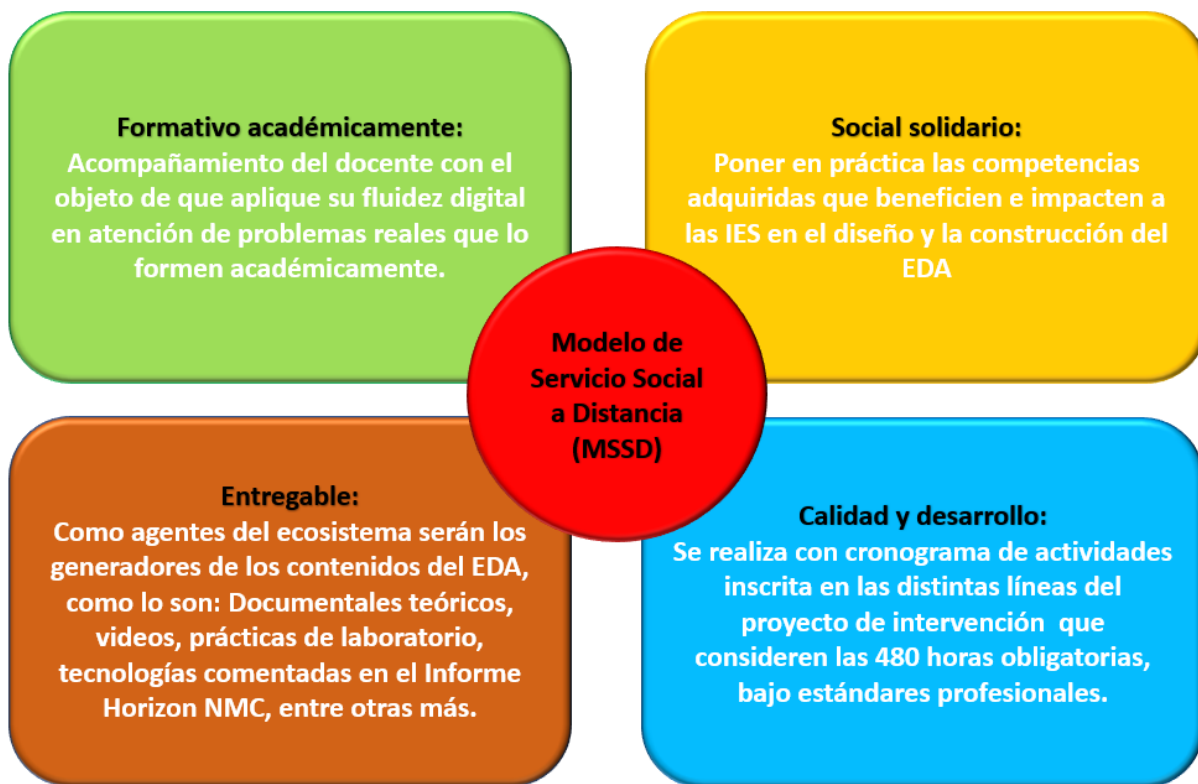 Formativo académicamente:
Acompañamiento del docente con el
objeto de que aplique su fluidez digital
en atención de problemas reales que lo
formen académicamente.
Social solidario:
Poner en práctica las competencias
adquiridas que beneficien e impacten a
las IES en el diseño y la construcción del
EDA
Modelo de
Servicio Social
a Distancia
(MSSD)
Entregable:
Como agentes del ecosistema serán los
generadores de los contenidos del EDA,
como lo son: Documentales teóricos,
videos, prácticas de laboratorio,
tecnologías comentadas en el Informe
Horizon NMC, entre otras más.
Calidad y desarrollo:
Se realiza con cronograma de actividades
inscrita en las distintas líneas del
proyecto de intervención que
consideren las 480 horas obligatorias,
bajo estándares profesionales.